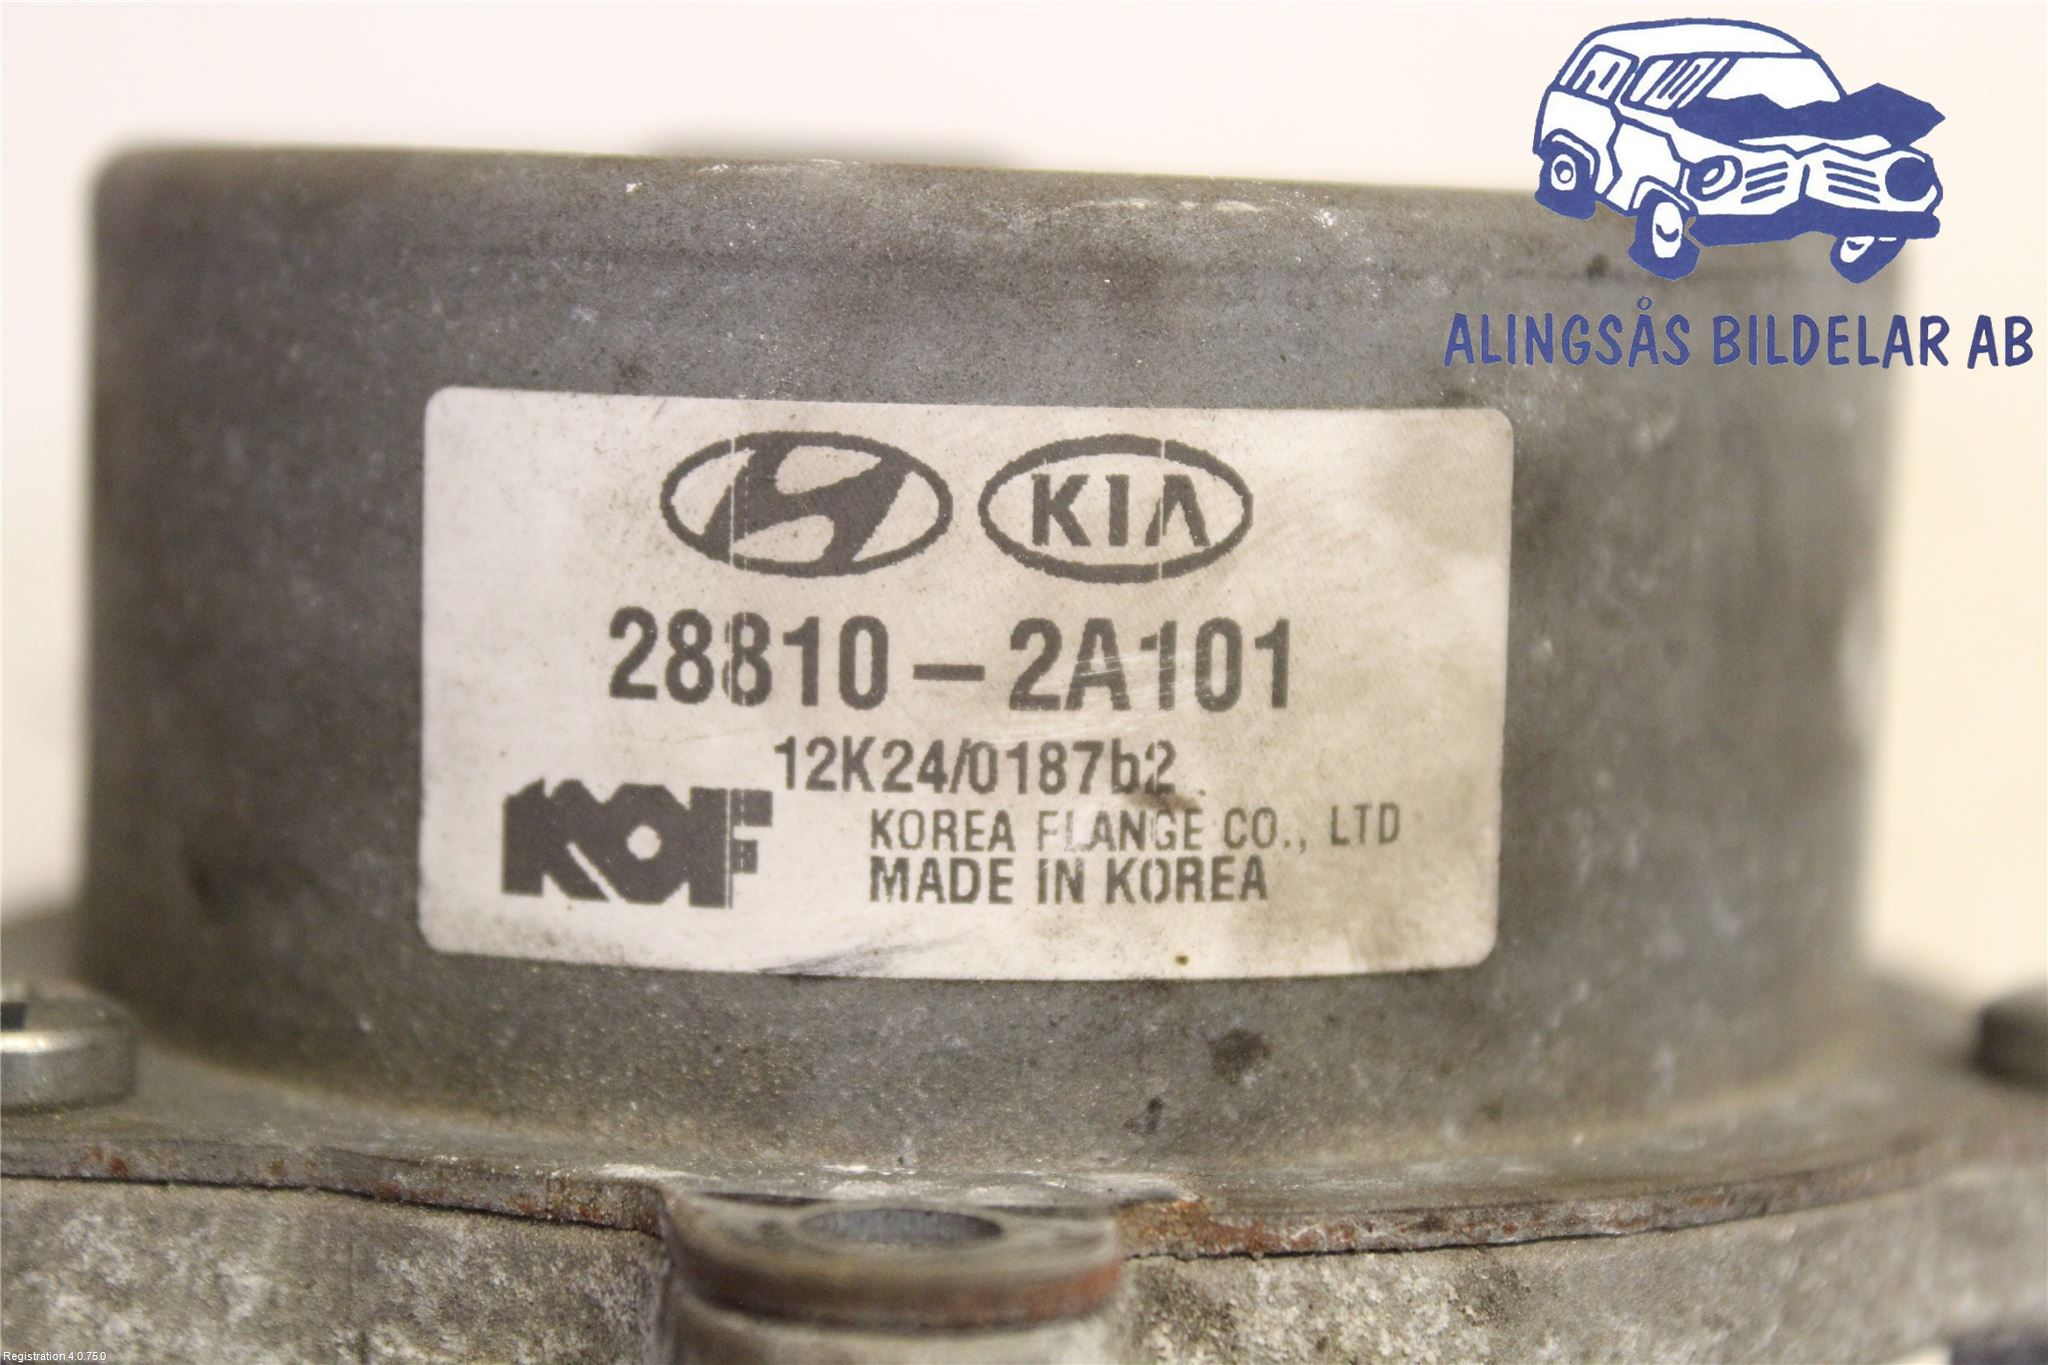 ALINGSÅS BILDELAR AB
KIA
28810-2A101
12K24/0187b2
KOF
KOREA FLANGE CO., LTD
MADE IN KOREA
Registration 4.0.75.0